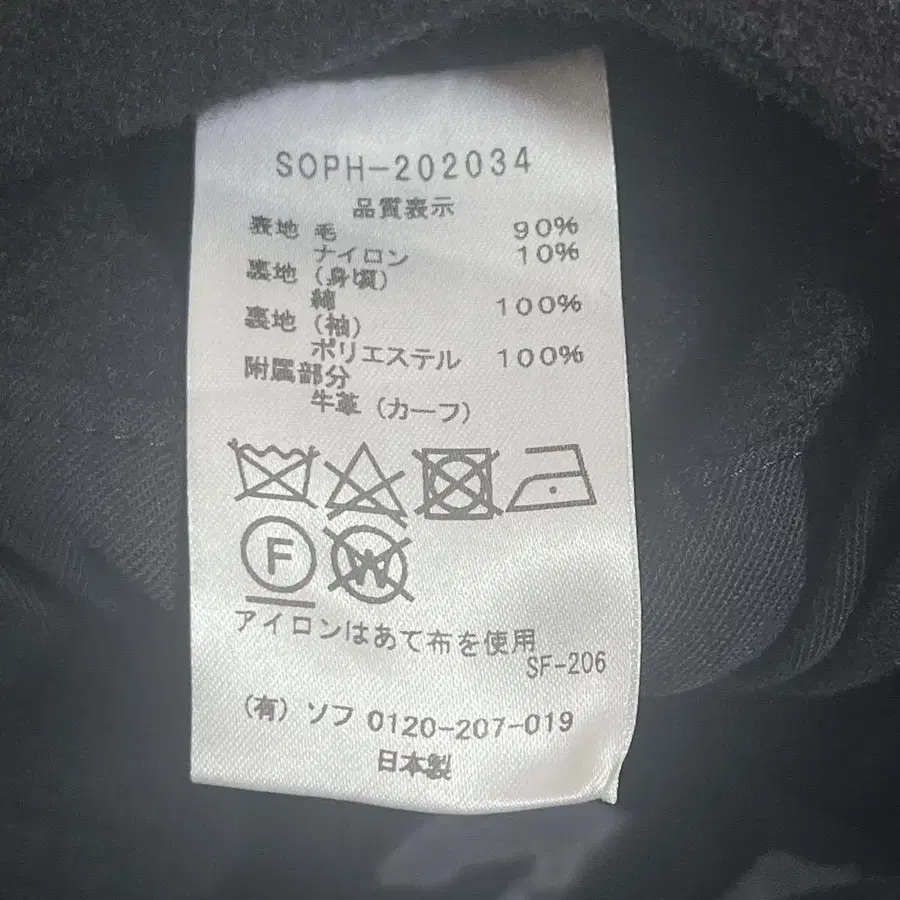 SOPH-202034
品質表示
表地 毛 90%
ナイロン 10%
裏地 (身頃)
綿 100%
裏地 (袖)
ポリエステル 100%
附属部分
牛革 (カーフ)
F W
アイロンはあて布を使用
SF-206
(有) ソフ 0120-207-019
日本製